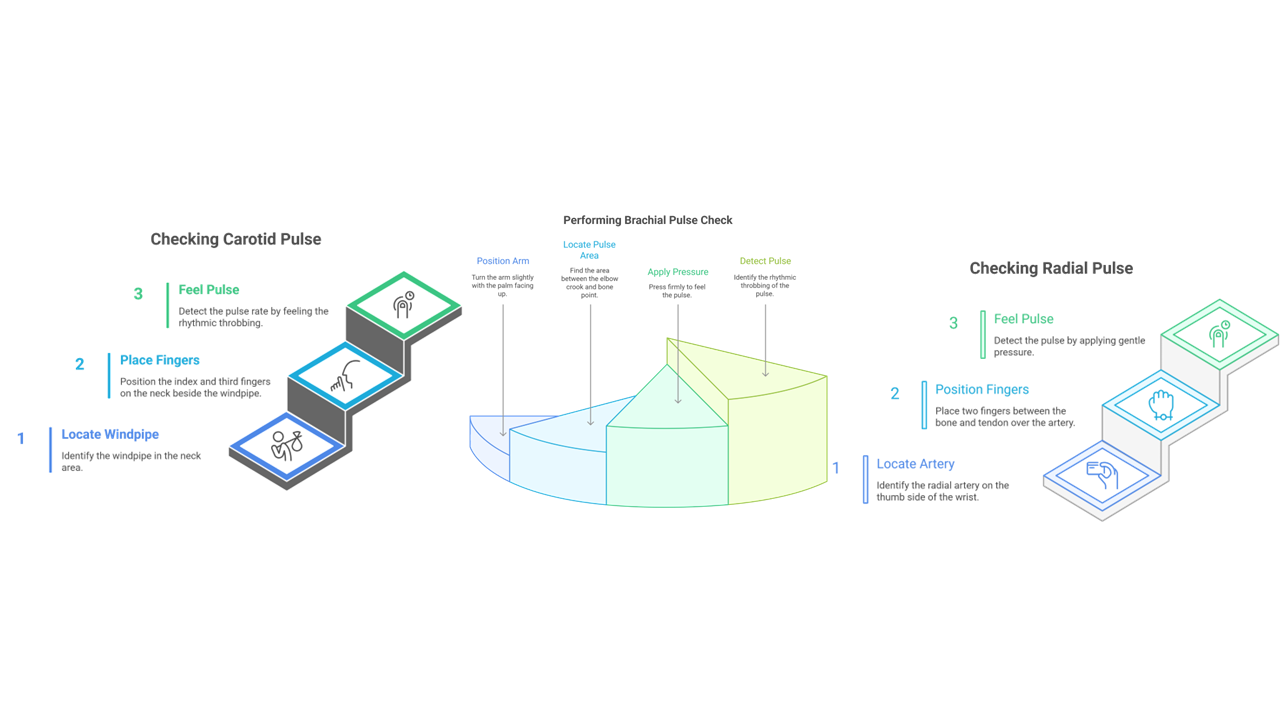 Checking Carotid Pulse
3
Feel Pulse
Detect the pulse rate by feeling the
rhythmic throbbing.
2
Place Fingers
Position the index and third fingers
on the neck beside the windpipe.
1
Locate Windpipe
Identify the windpipe in the neck
area.
Performing Brachial Pulse Check
Position Arm
Turn the arm slightly
with the palm facing
up.
Locate Pulse
Area
Find the area
between the elbow
crook and bone
point.
Apply Pressure
Press firmly to feel
the pulse.
Detect Pulse
Identify the rhythmic
throbbing of the
pulse.
Checking Radial Pulse
3
Feel Pulse
Detect the pulse by applying gentle
pressure.
2
Position Fingers
Place two fingers between the
bone and tendon over the artery.
1
Locate Artery
Identify the radial artery on the
thumb side of the wrist.